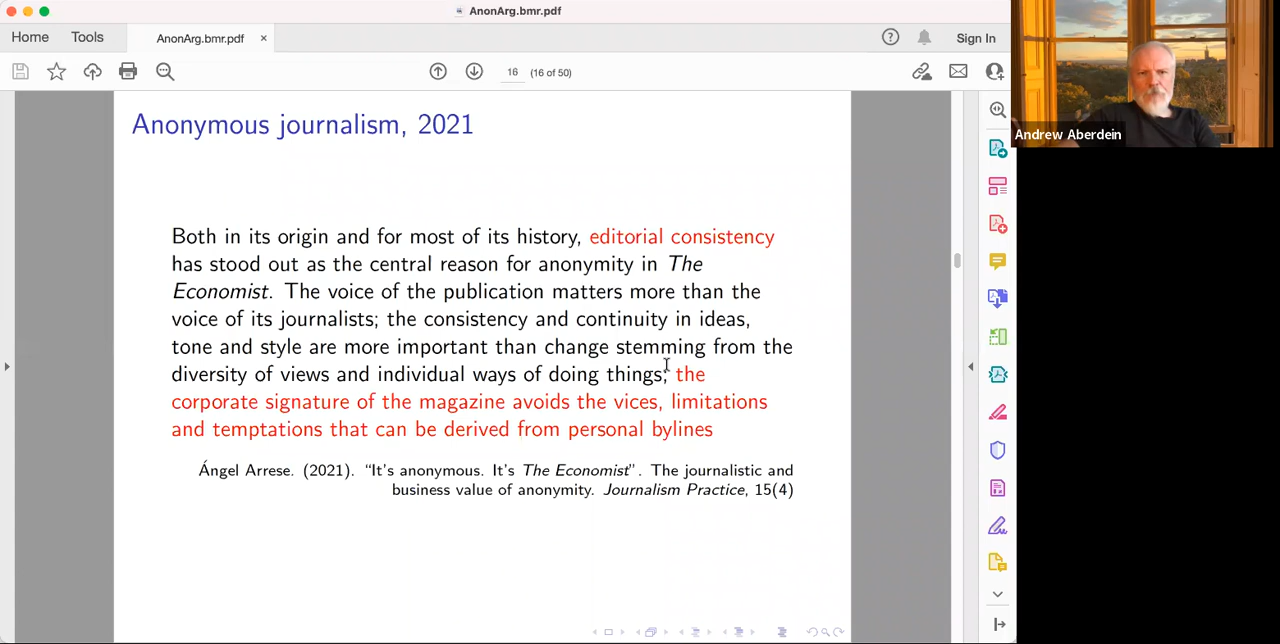 AnonArg.bmr.pdf
Home Tools AnonArg.bmr.pdf × Sign In
16 (16 of 50)
Andrew Aberdein
Anonymous journalism, 2021
Both in its origin and for most of its history, editorial consistency
has stood out as the central reason for anonymity in The
Economist. The voice of the publication matters more than the
voice of its journalists; the consistency and continuity in ideas,
tone and style are more important than change stemming from the
diversity of views and individual ways of doing things; the
corporate signature of the magazine avoids the vices, limitations
and temptations that can be derived from personal bylines
Ángel Arrese. (2021). “It's anonymous. It's The Economist”. The journalistic and
business value of anonymity. Journalism Practice, 15(4)